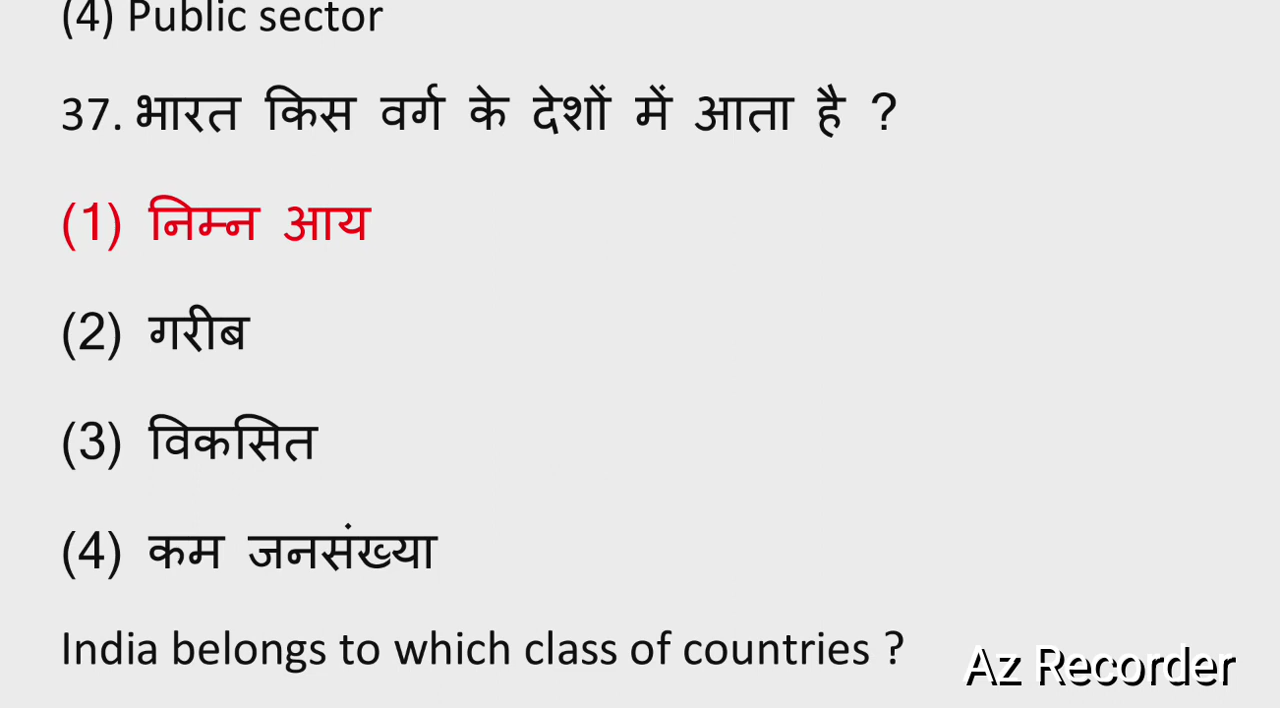 (4) Public sector
37. भारत किस वर्ग के देशों में आता है ?
(1) निम्न आय
(2) गरीब
(3) विकसित
(4) कम जनसंख्या
India belongs to which class of countries ?
Az Recorder